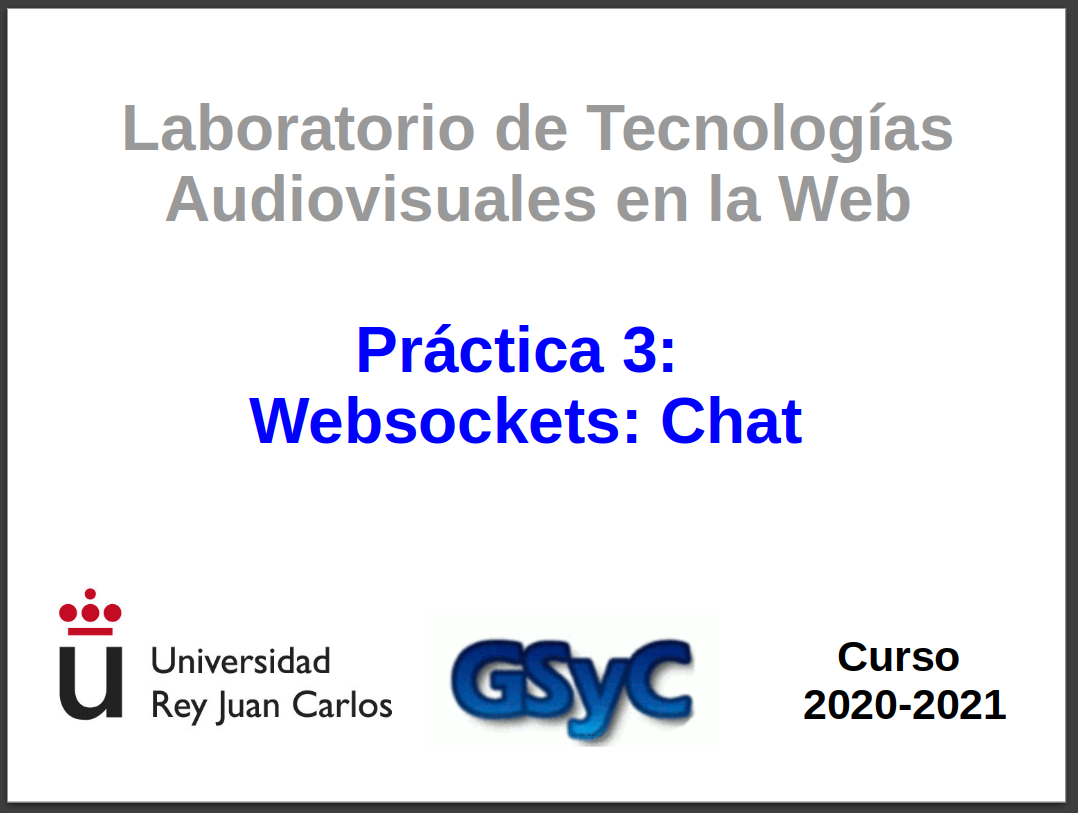 Laboratorio de Tecnologías
Audiovisuales en la Web
Práctica 3:
Websockets: Chat
Universidad
Rey Juan Carlos
GSyC
Curso
2020-2021